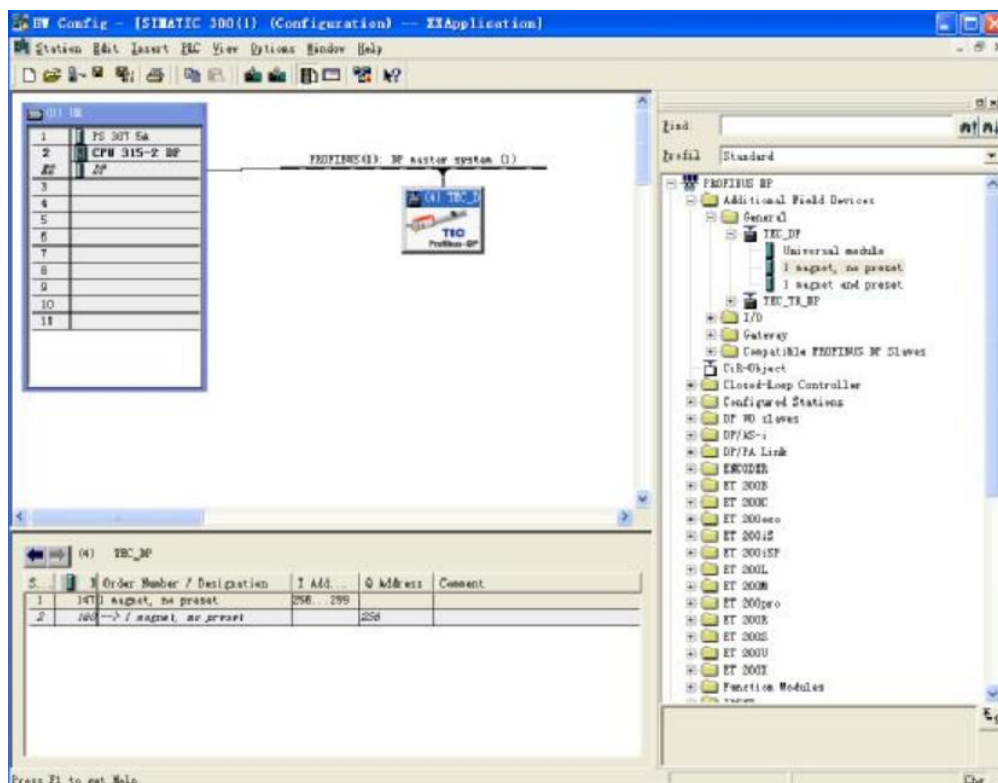 HW Config - [SIMATIC 300(1) (Configuration) -- XXApplication]
Station Edit Insert PLC View Options Window Help
(0) UR
1 PS 307 5A
2 CPU 315-2 DP
X2 DP
3
4
5
6
7
8
9
10
11
PROFIBUS(1): DP master system (1)
(4) TEC_D
TEC
Profibus-DP
Find:
Profil Standard
PROFIBUS DP
Additional Field Devices
General
TEC_DP
Universal module
1 magnet, no preset
1 magnet and preset
TEC_TR_DP
I/O
Gateway
Compatible PROFIBUS DP Slaves
CiR-Object
Closed-Loop Controller
Configured Stations
DP V0 slaves
DP/AS-i
DP/PA Link
ENCODER
ET 200B
ET 200C
ET 200eco
ET 200iS
ET 200iSP
ET 200L
ET 200M
ET 200pro
ET 200R
ET 200S
ET 200U
ET 200X
Function Modules
(4) TEC_DP
S... Order Number / Designation I Add... Q Address Comment
1 147 1 magnet, no preset 256...259
2 160 --> 1 magnet, no preset 256
Press F1 to get Help.
Chg